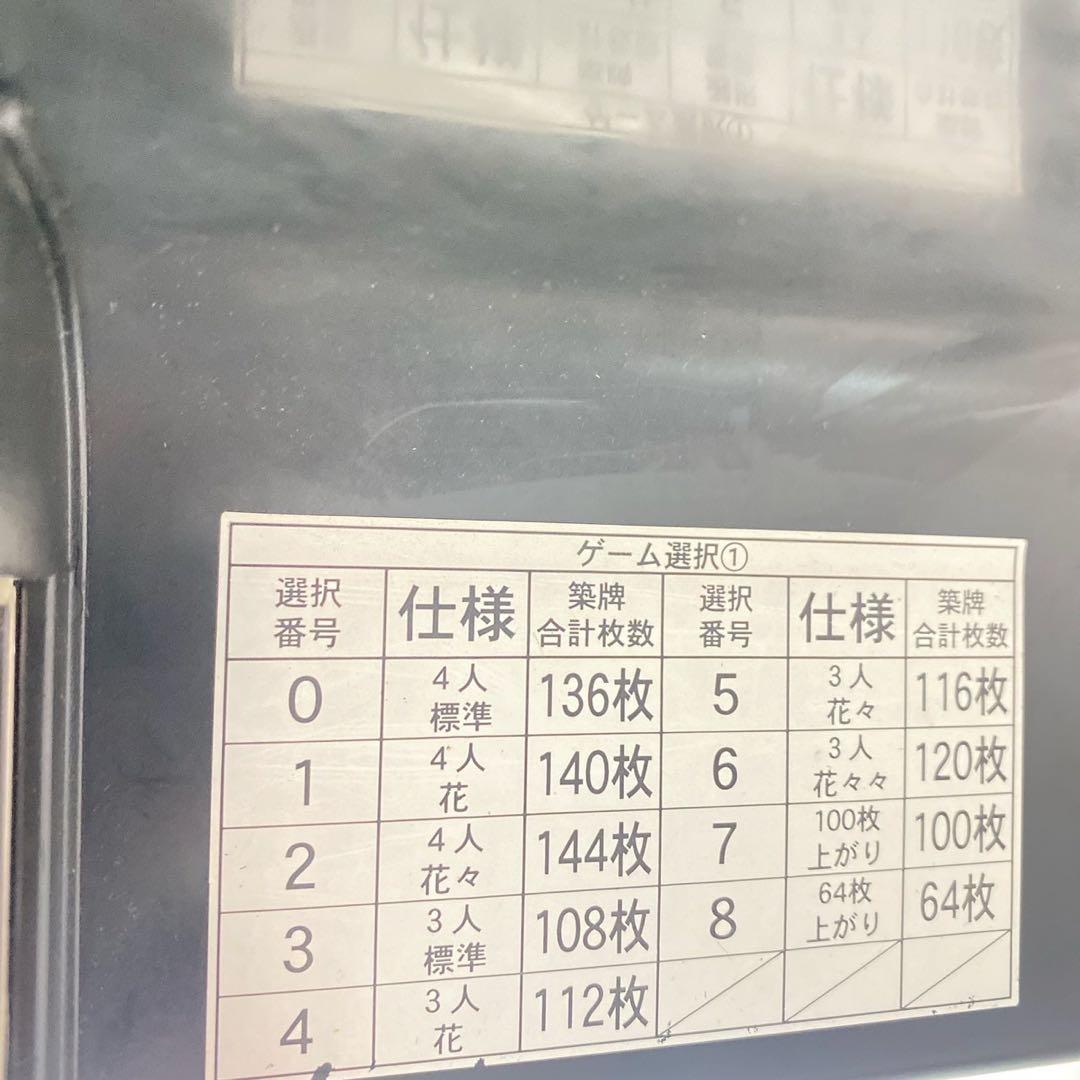 ゲーム選択①
選択番号 仕様 築牌合計枚数 選択番号 仕様 築牌合計枚数
0 4人標準 136枚 5 3人花々 116枚
1 4人花 140枚 6 3人花々々 120枚
2 4人花々 144枚 7 100枚上がり 100枚
3 3人標準 108枚 8 64枚上がり 64枚
4 3人花 112枚